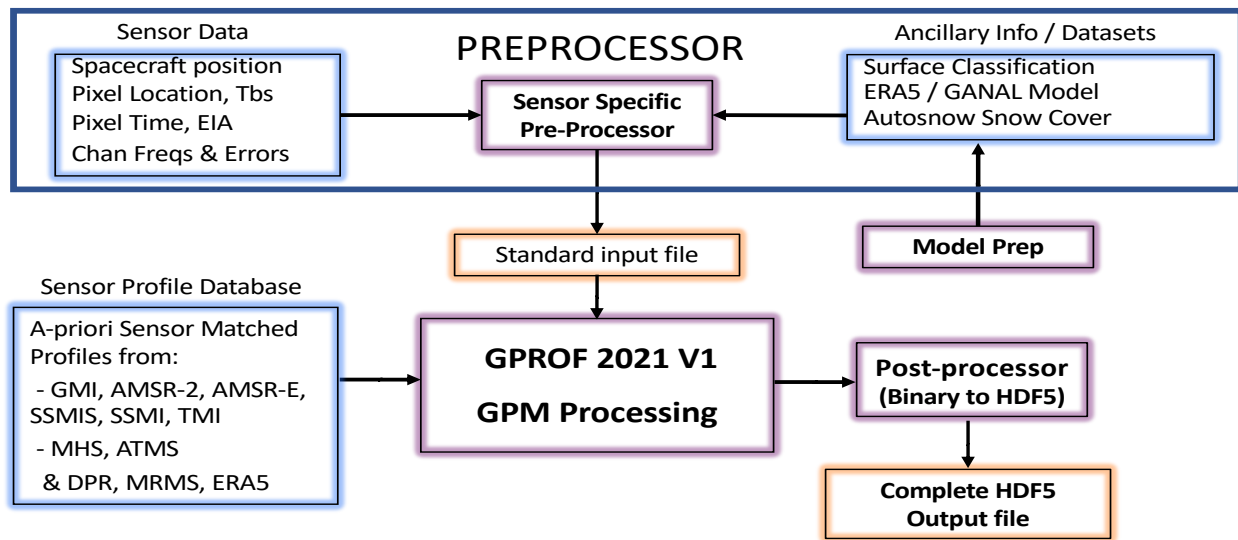 Sensor Data
PREPROCESSOR
Ancillary Info / Datasets
Spacecraft position
Pixel Location, Tbs
Pixel Time, EIA
Chan Freqs & Errors
Sensor Specific
Pre-Processor
Surface Classification
ERA5 / GANAL Model
Autosnow Snow Cover
Standard input file
Model Prep
Sensor Profile Database
A-priori Sensor Matched
Profiles from:
- GMI, AMSR-2, AMSR-E,
SSMIS, SSMI, TMI
- MHS, ATMS
& DPR, MRMS, ERA5
GPROF 2021 V1
GPM Processing
Post-processor
(Binary to HDF5)
Complete HDF5
Output file